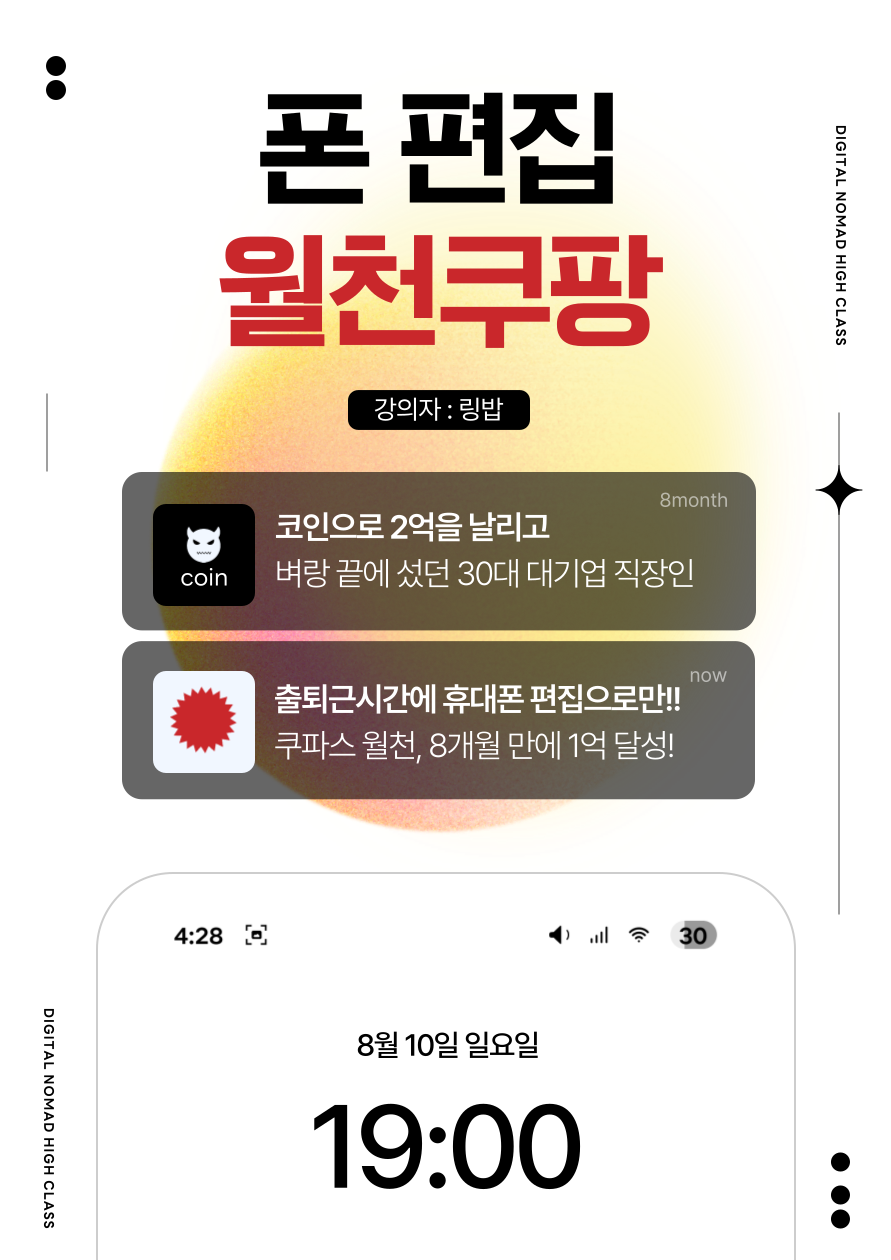 폰 편집
월천쿠팡
DIGITAL NOMAD HIGH CLASS
강의자 : 링밥
8month
코인으로 2억을 날리고
벼랑 끝에 섰던 30대 대기업 직장인
coin
now
출퇴근시간에 휴대폰 편집으로만!!
쿠파스 월천, 8개월 만에 1억 달성!
4:28
30
8월 10일 일요일
19:00
DIGITAL NOMAD HIGH CLASS